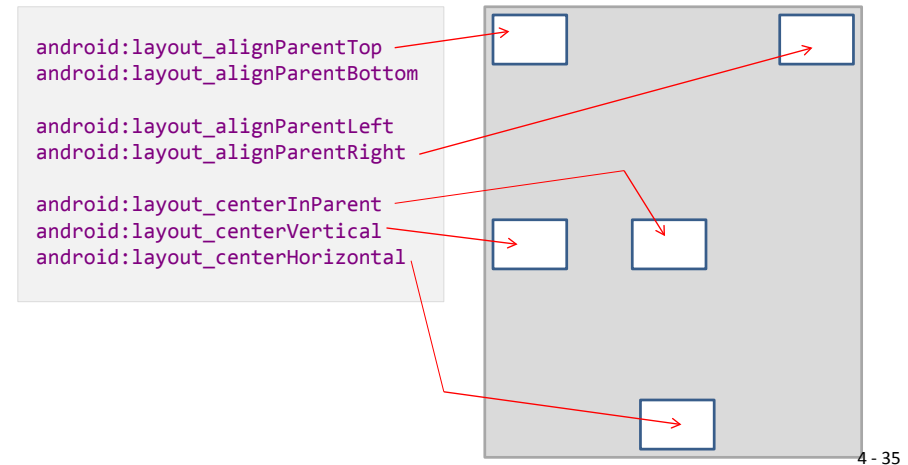 android:layout_alignParentTop
android:layout_alignParentBottom
android:layout_alignParentLeft
android:layout_alignParentRight
android:layout_centerInParent
android:layout_centerVertical
android:layout_centerHorizontal
4 - 35